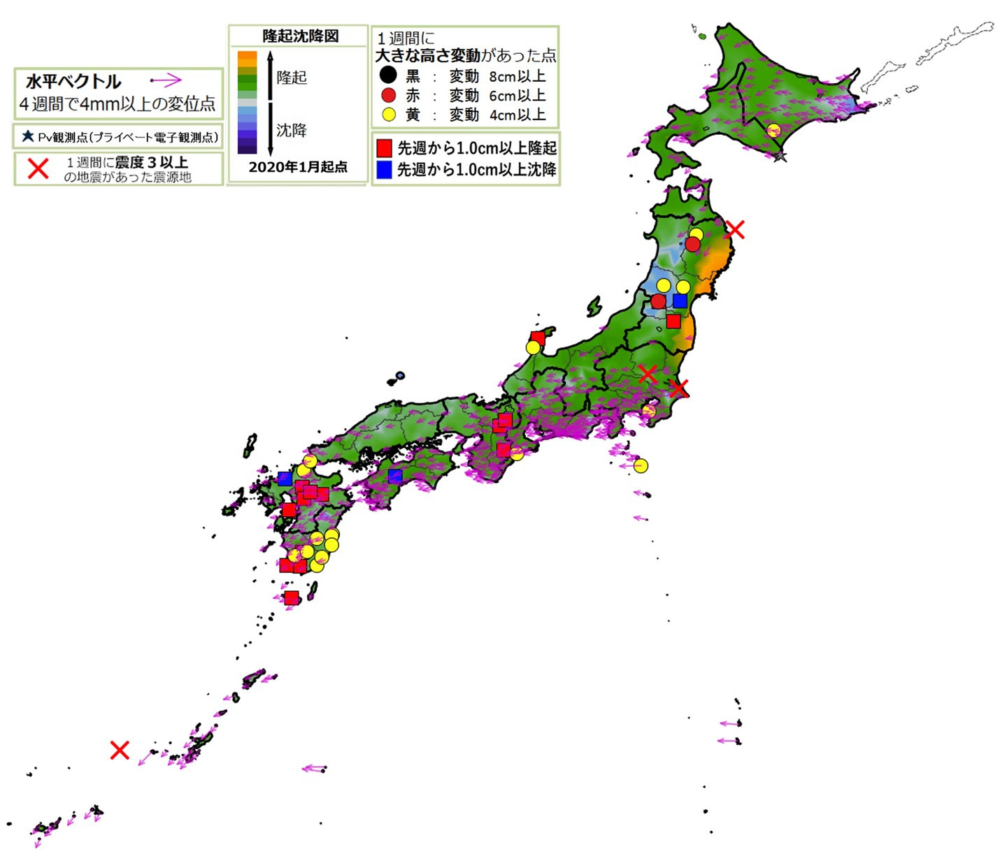 水平ベクトル
４週間で4mm以上の変位点
Pv観測点(プライベート電子観測点)
１週間に震度３以上
の地震があった震源地
隆起沈降図
隆起
沈降
2020年1月起点
１週間に
大きな高さ変動があった点
黒 ： 変動 8cm以上
赤 ： 変動 6cm以上
黄 ： 変動 4cm以上
先週から1.0cm以上隆起
先週から1.0cm以上沈降